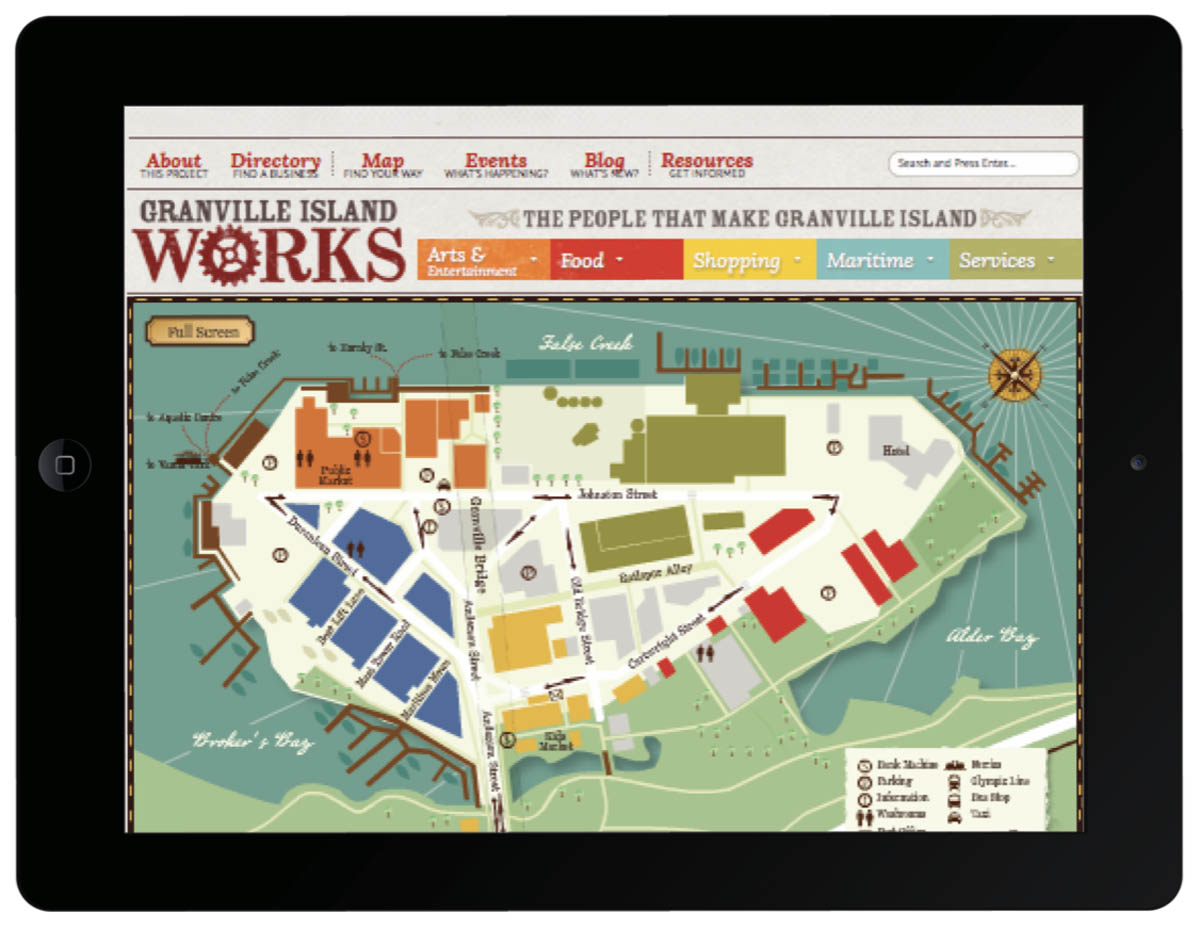 About
THIS PROJECT
Directory
FIND A BUSINESS
Map
FIND YOUR WAY
Events
WHAT'S HAPPENING?
Blog
WHAT'S NEW?
Resources
GET INFORMED
Search and Press Enter...
GRANVILLE ISLAND
WORKS
THE PEOPLE THAT MAKE GRANVILLE ISLAND
Arts &
Entertainment
Food
Shopping
Maritime
Services
Full Screen
False Creek
to Hornby St.
to False Creek
to False Creek
to Aquatic Centre
Public
Market
Hotel
Johnston Street
Duranleau Street
Granville Bridge
Railspur Alley
Old Bridge Street
Anderson Street
Boat Lift Lane
Mast Tower Road
Maritime Mews
Cartwright Street
Alder Bay
Broker's Bay
Anderson Street
Kids
Market
Bank Machine
Parking
Information
Washrooms
Ferries
Olympic Line
Bus Stop
Taxi